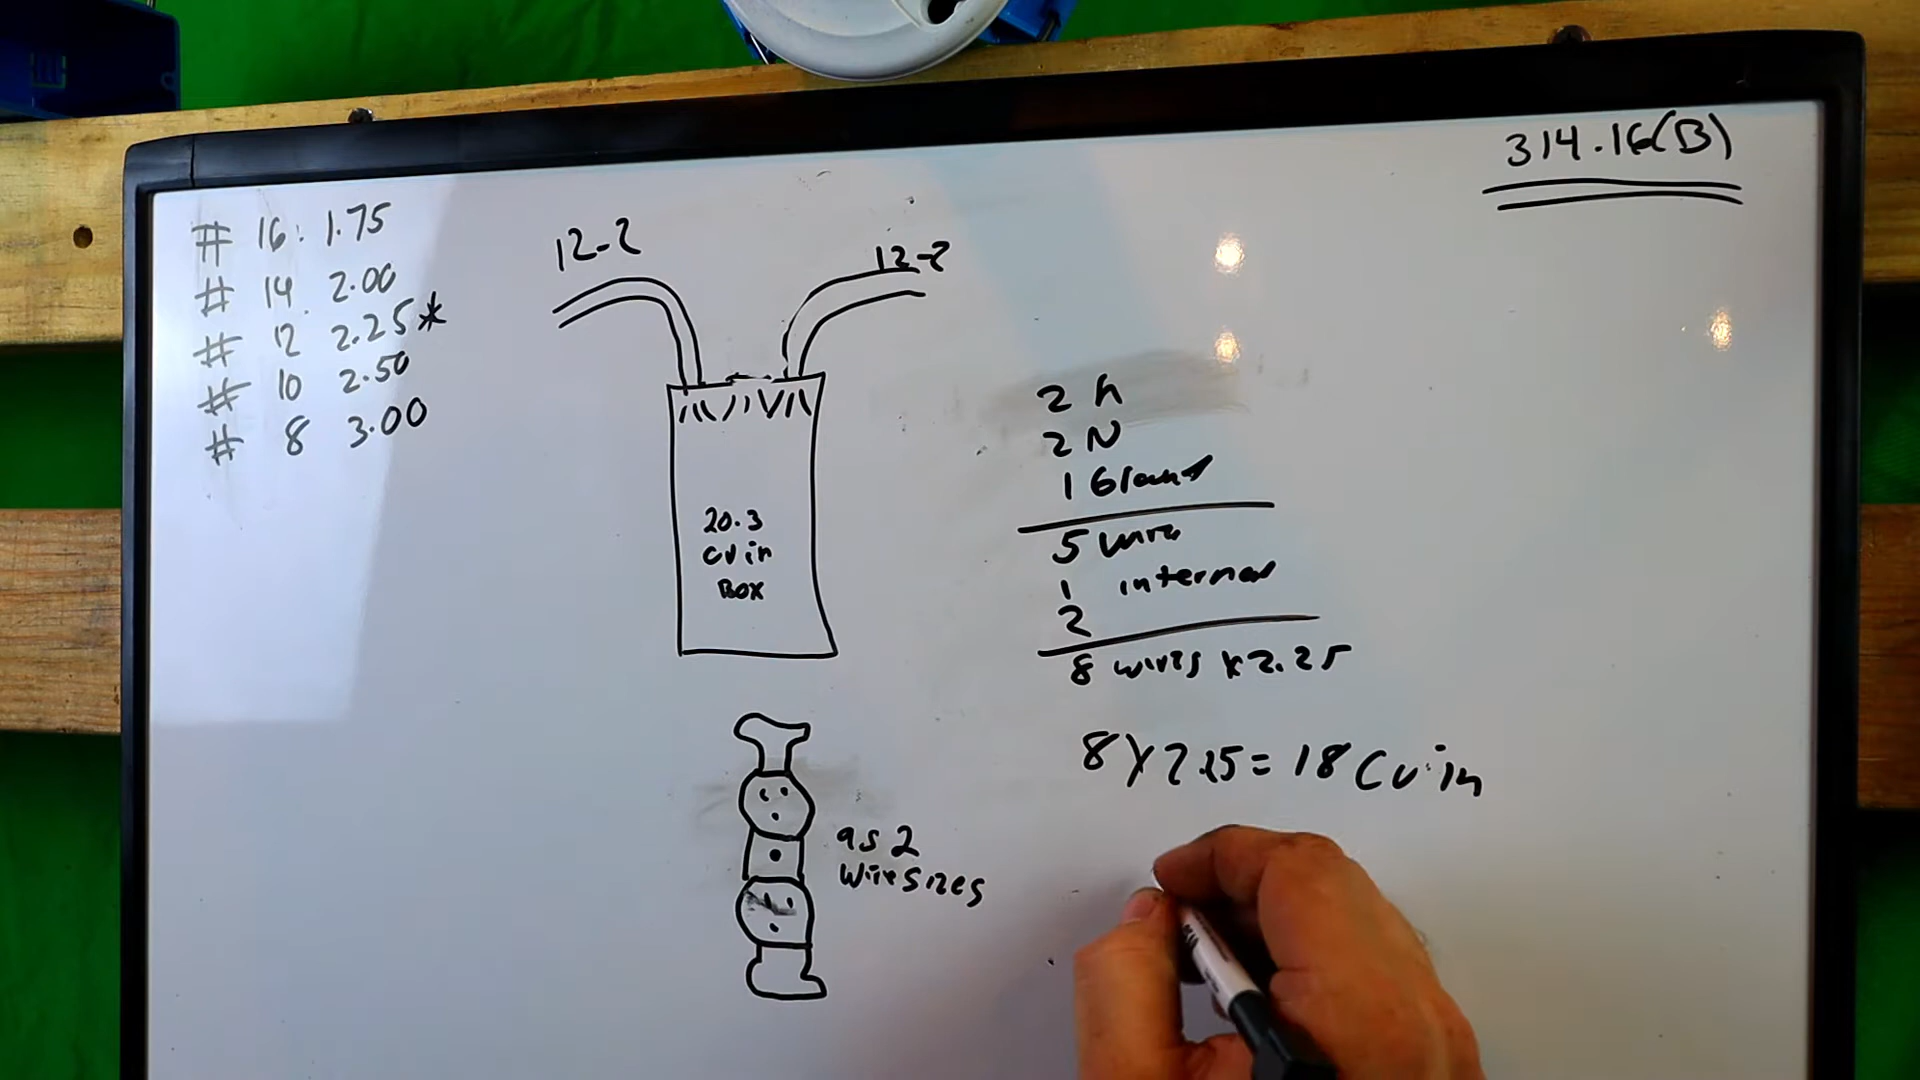 314.16(B)
# 16: 1.75
# 14 2.00
# 12 2.25*
# 10 2.50
# 8 3.00
12-2
12-2
20.3
cu in
Box
2 H
2 N
1 Ground
5 wire
1 internal
2
8 wires x 2.25
8 x 2.25 = 18 Cu in
as 2
wire sizes